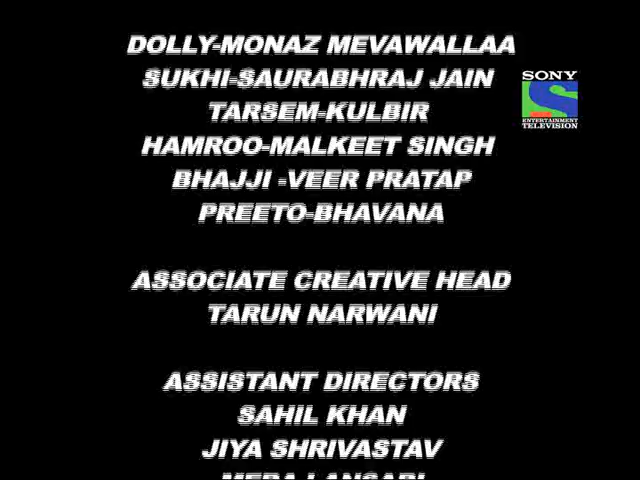 DOLLY-MONAZ MEVAWALLAA
SUKHI-SAURABHRAJ JAIN
TARSEM-KULBIR
HAMROO-MALKEET SINGH
BHAJJI -VEER PRATAP
PREETO-BHAVANA
ASSOCIATE CREATIVE HEAD
TARUN NARWANI
ASSISTANT DIRECTORS
SAHIL KHAN
JIYA SHRIVASTAV
SONY
ENTERTAINMENT
TELEVISION